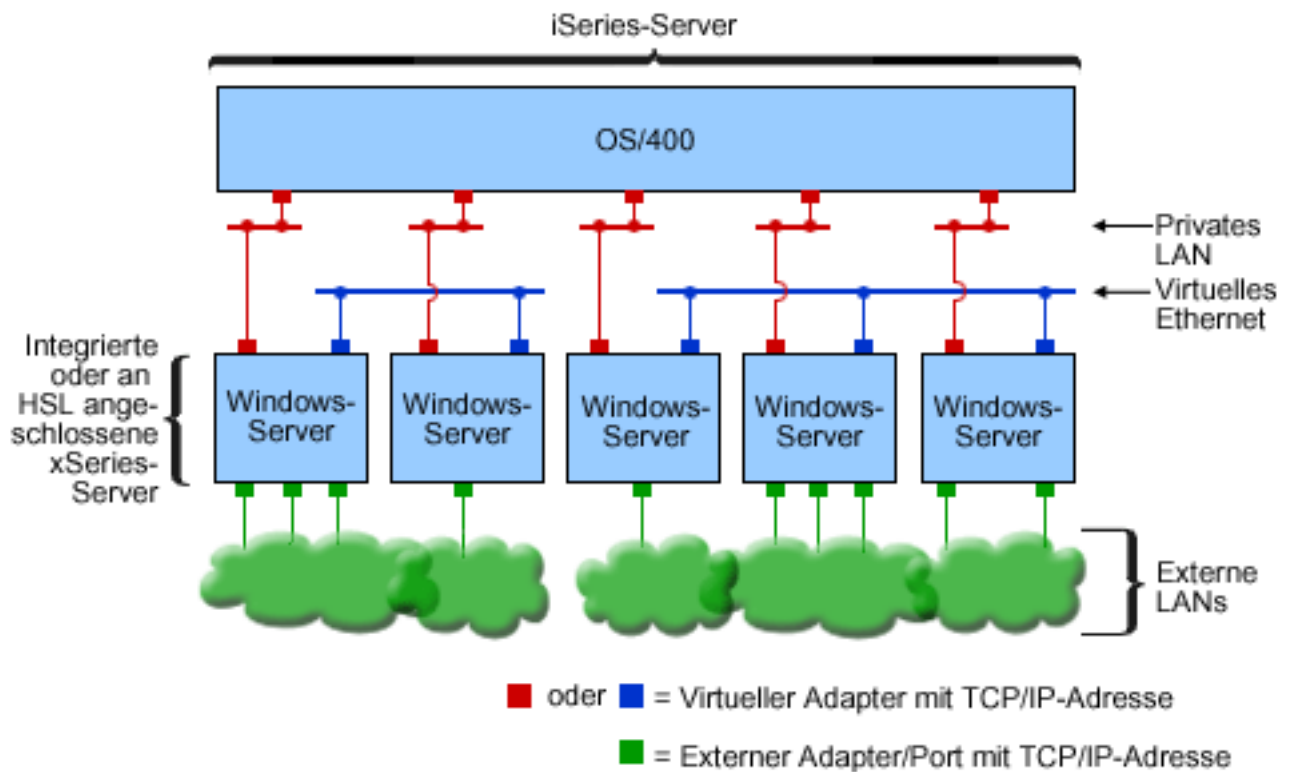 iSeries-Server
OS/400
Privates
LAN
Virtuelles
Ethernet
Integrierte
oder an
HSL ange-
schlossene
xSeries-
Server
Windows-
Server
Windows-
Server
Windows-
Server
Windows-
Server
Windows-
Server
Externe
LANs
oder = Virtueller Adapter mit TCP/IP-Adresse
= Externer Adapter/Port mit TCP/IP-Adresse